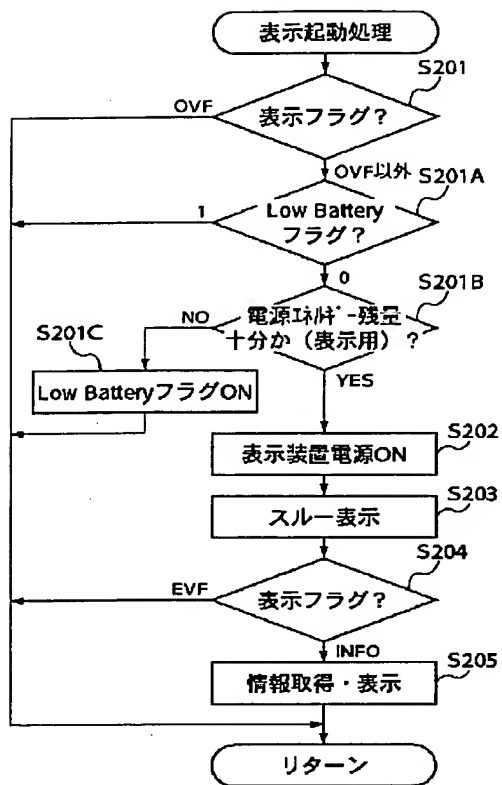 表示起動処理
S201
表示フラグ？
OVF
OVF以外
S201A
Low Battery
フラグ？
1
0
S201B
電源ｴﾈﾙｷﾞｰ残量
十分か（表示用）？
NO
S201C
YES
Low BatteryフラグON
S202
表示装置電源ON
S203
スルー表示
S204
表示フラグ？
EVF
INFO
S205
情報取得・表示
リターン